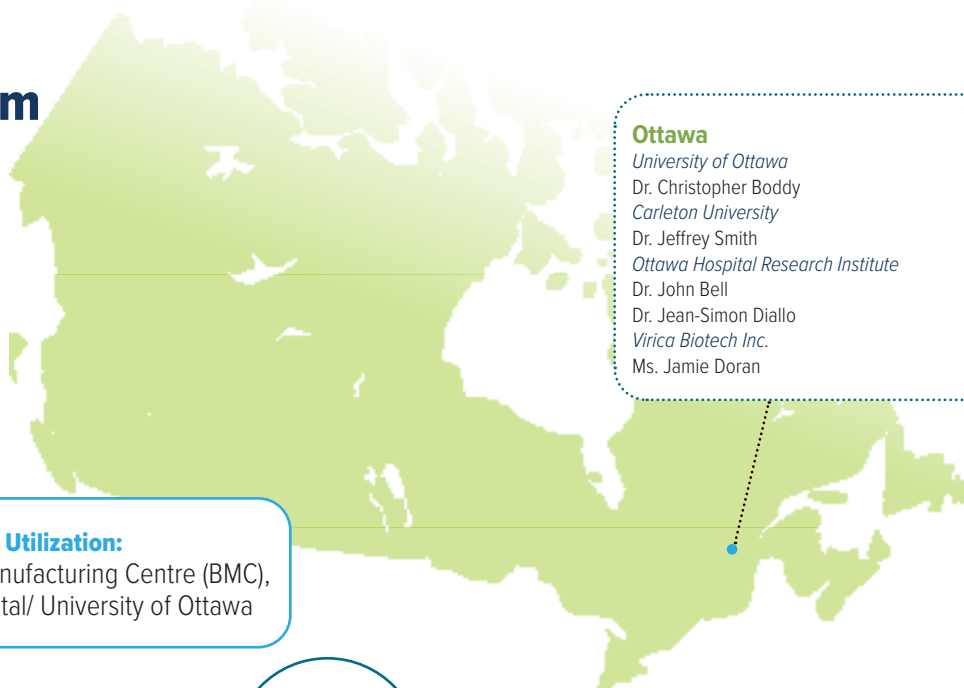 m
Ottawa
University of Ottawa
Dr. Christopher Boddy
Carleton University
Dr. Jeffrey Smith
Ottawa Hospital Research Institute
Dr. John Bell
Dr. Jean-Simon Diallo
Virica Biotech Inc.
Ms. Jamie Doran
Utilization:
nufacturing Centre (BMC),
tal/ University of Ottawa